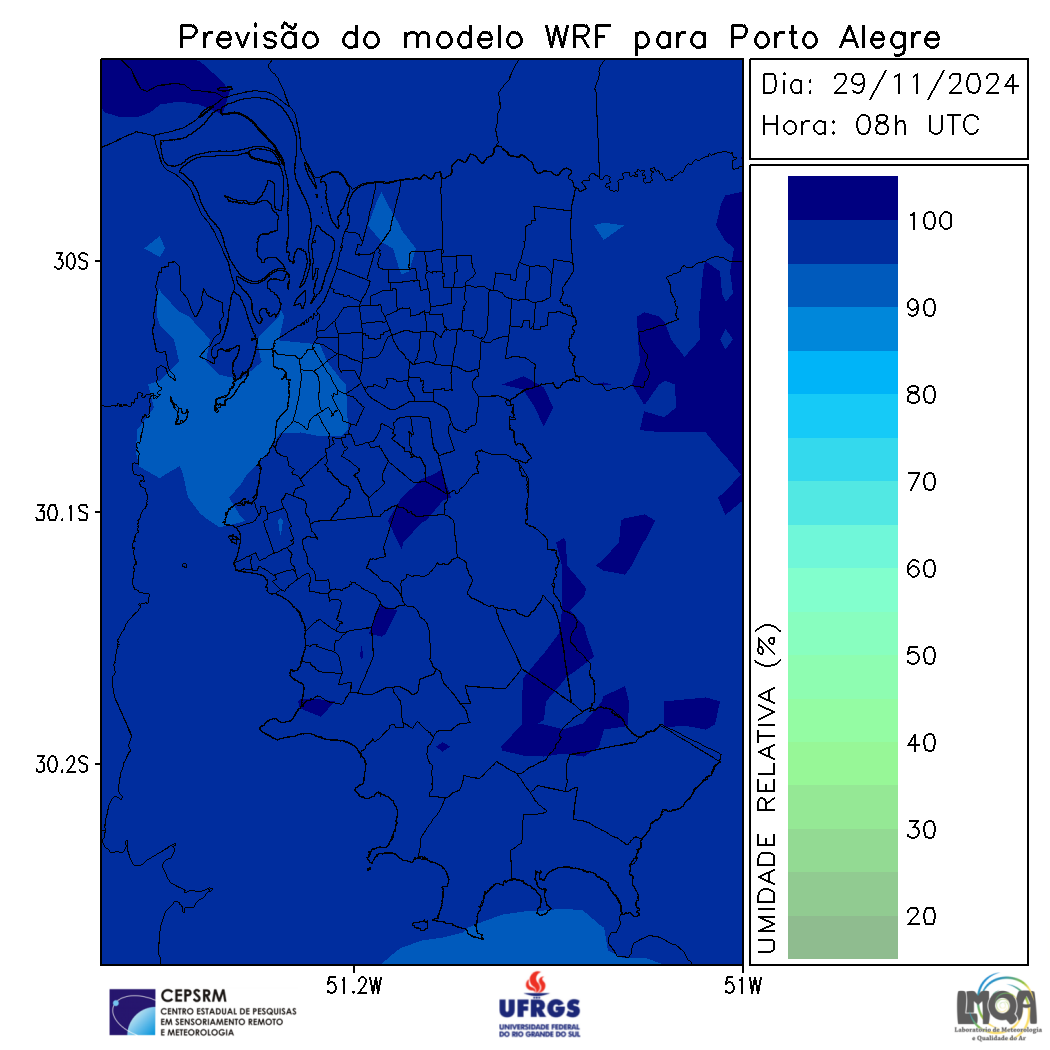 Previsão do modelo WRF para Porto Alegre
Dia: 29/11/2024
Hora: 08h UTC
100
90
80
70
60
50
40
30
20
UMIDADE RELATIVA (%)
30S
30.1S
30.2S
51.2W
51W
CEPSRM
CENTRO ESTADUAL DE PESQUISAS
EM SENSORIAMENTO REMOTO
E METEOROLOGIA
UFRGS
UNIVERSIDADE FEDERAL
DO RIO GRANDE DO SUL
LMQA
Laboratório de Meteorologia
e Qualidade do Ar